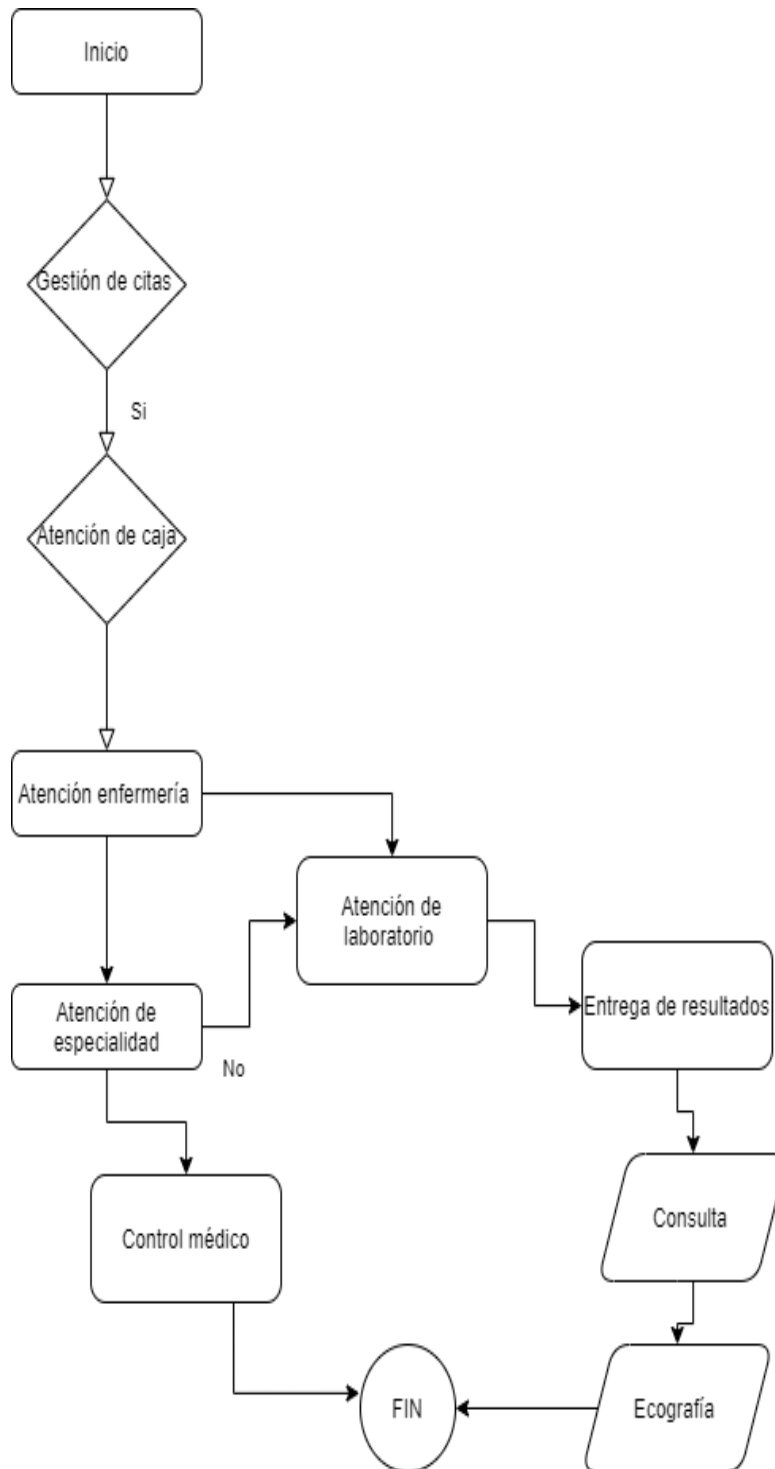 Inicio
Gestión de citas
Si
Atención de caja
Atención enfermería
Atención de
laboratorio
Entrega de resultados
Atención de
especialidad
No
Consulta
Control médico
FIN
Ecografía